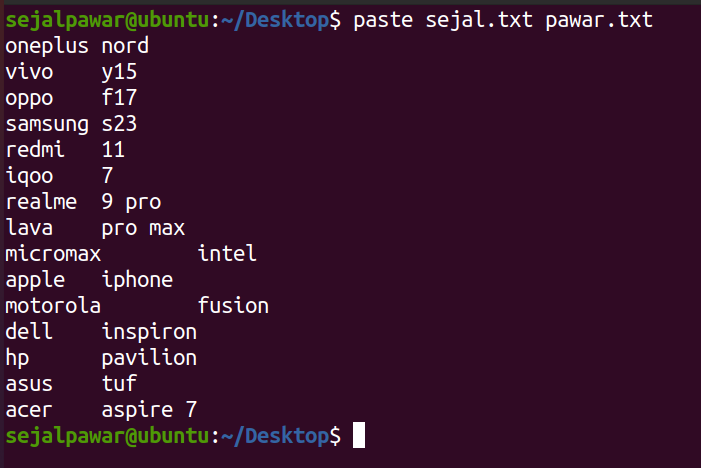 sejalpawar@ubuntu:~/Desktop$ paste sejal.txt pawar.txt
oneplus nord
vivo    y15
oppo    f17
samsung s23
redmi   11
iqoo    7
realme  9 pro
lava    pro max
micromax        intel
apple   iphone
motorola        fusion
dell    inspiron
hp      pavilion
asus    tuf
acer    aspire 7
sejalpawar@ubuntu:~/Desktop$